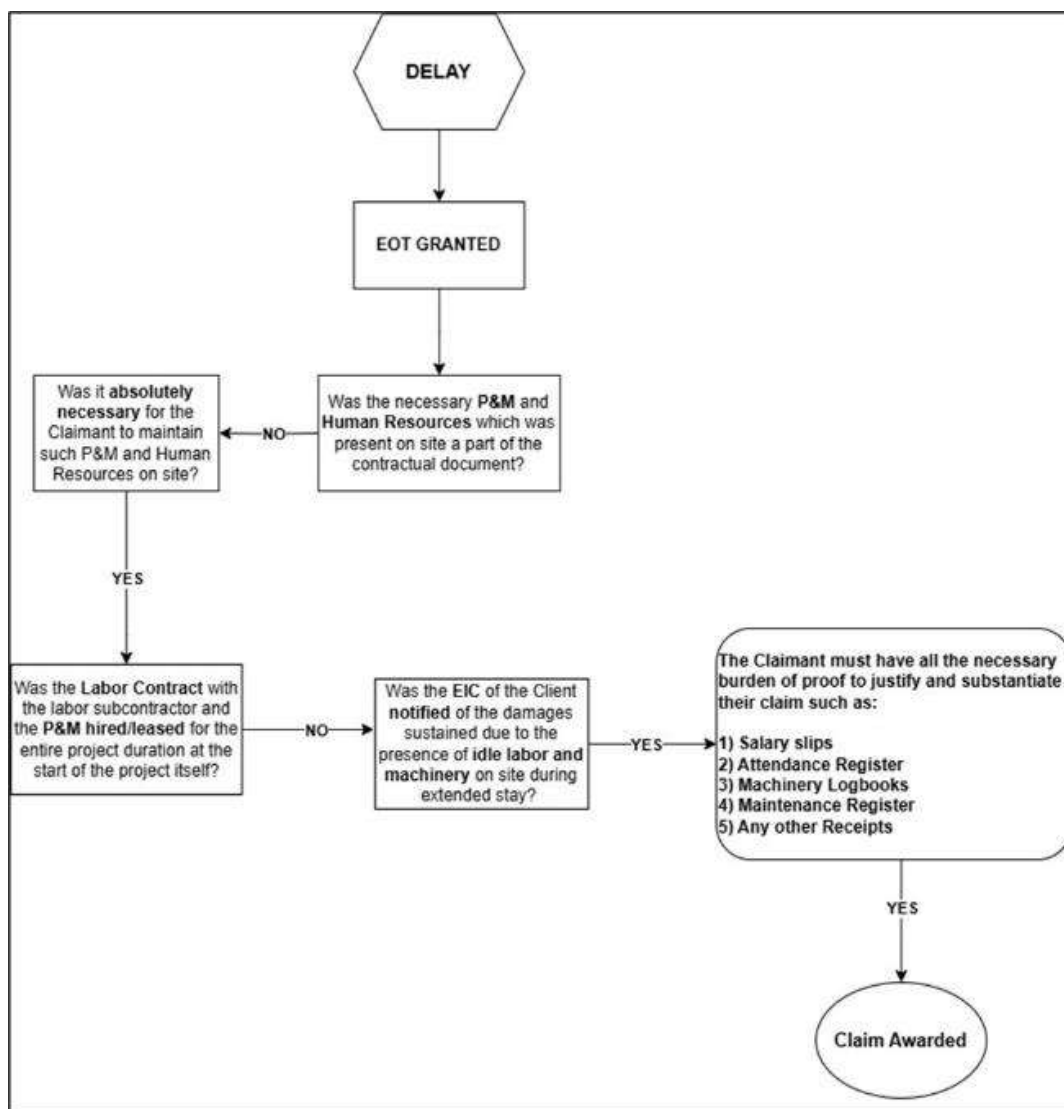 DELAY
EOT GRANTED
Was the necessary P&M and
Human Resources which was
present on site a part of the
contractual document?
NO
Was it absolutely
necessary for the
Claimant to maintain
such P&M and Human
Resources on site?
YES
Was the Labor Contract with
the labor subcontractor and
the P&M hired/leased for the
entire project duration at the
start of the project itself?
NO
Was the EIC of the Client
notified of the damages
sustained due to the
presence of idle labor and
machinery on site during
extended stay?
YES
The Claimant must have all the necessary
burden of proof to justify and substantiate
their claim such as:
1) Salary slips
2) Attendance Register
3) Machinery Logbooks
4) Maintenance Register
5) Any other Receipts
YES
Claim Awarded